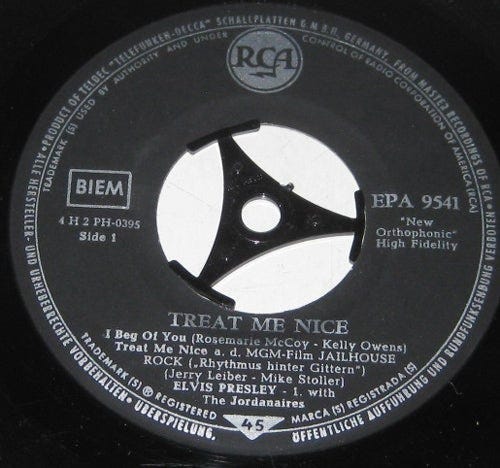 PRODUCT OF TELDEC "TELEFUNKEN-DECCA" SCHALLPLATTEN G.M.B.H. GERMANY, FROM MASTER RECORDINGS OF RCA
TRADEMARK (S) USED BY AUTHORITY AND UNDER CONTROL OF RADIO CORPORATION OF AMERICA (RCA)
RCA
BIEM
EPA 9541
4 H 2 PH-0395
Side 1
"New
Orthophonic"
High Fidelity
TREAT ME NICE
I Beg Of You (Rosemarie McCoy - Kelly Owens)
Treat Me Nice a. d. MGM-Film JAILHOUSE
ROCK („Rhythmus hinter Gittern")
(Jerry Leiber - Mike Stoller)
ELVIS PRESLEY - 1. with
The Jordanaires
TRADEMARK (S) ® REGISTERED
MARCA (S) REGISTRADA (S)
45
ALLE HERSTELLER- UND URHEBERRECHTE VORBEHALTEN · ÜBERSPIELUNG,
ÖFFENTLICHE AUFFÜHRUNG UND RUNDFUNKSENDUNG VERBOTEN